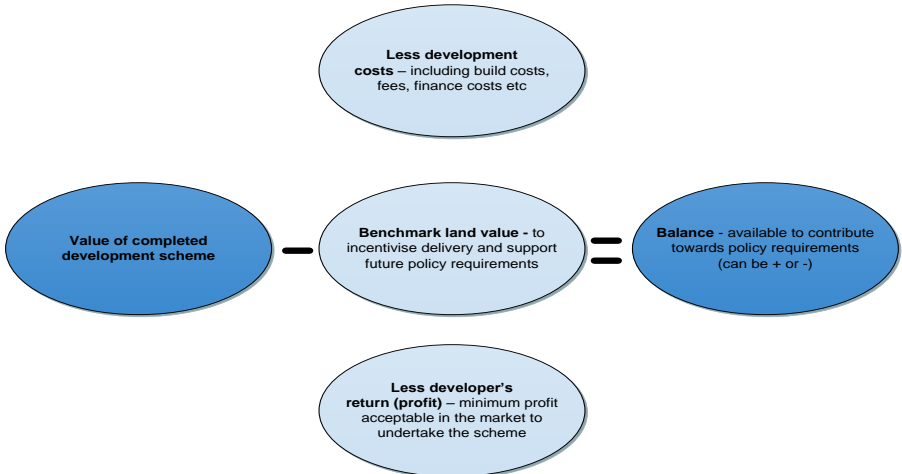 Less development
costs – including build costs,
fees, finance costs etc
Value of completed
development scheme
Benchmark land value - to
incentivise delivery and support
future policy requirements
Balance - available to contribute
towards policy requirements
(can be + or -)
Less developer’s
return (profit) – minimum profit
acceptable in the market to
undertake the scheme